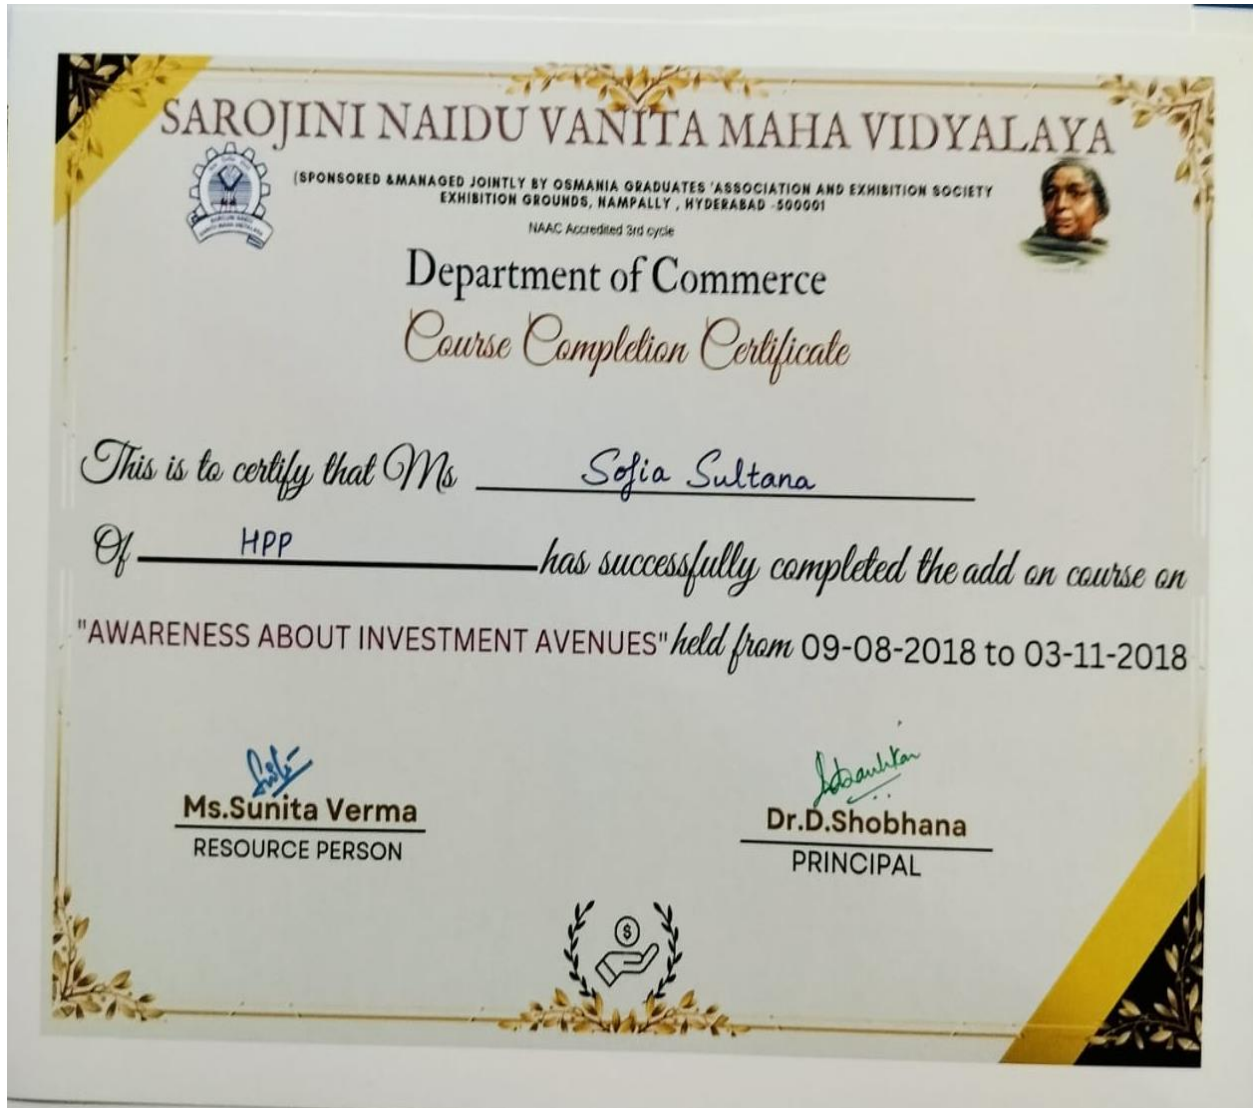 SAROJINI NAIDU VANITA MAHA VIDYALAYA
(SPONSORED &MANAGED JOINTLY BY OSMANIA GRADUATES 'ASSOCIATION AND EXHIBITION SOCIETY
EXHIBITION GROUNDS, NAMPALLY , HYDERABAD -500001
NAAC Accredited 3rd cycle
Department of Commerce
Course Completion Certificate
This is to certify that Ms Sofia Sultana
Of HPP has successfully completed the add on course on
"AWARENESS ABOUT INVESTMENT AVENUES" held from 09-08-2018 to 03-11-2018
Ms.Sunita Verma
RESOURCE PERSON
Dr.D.Shobhana
PRINCIPAL
$